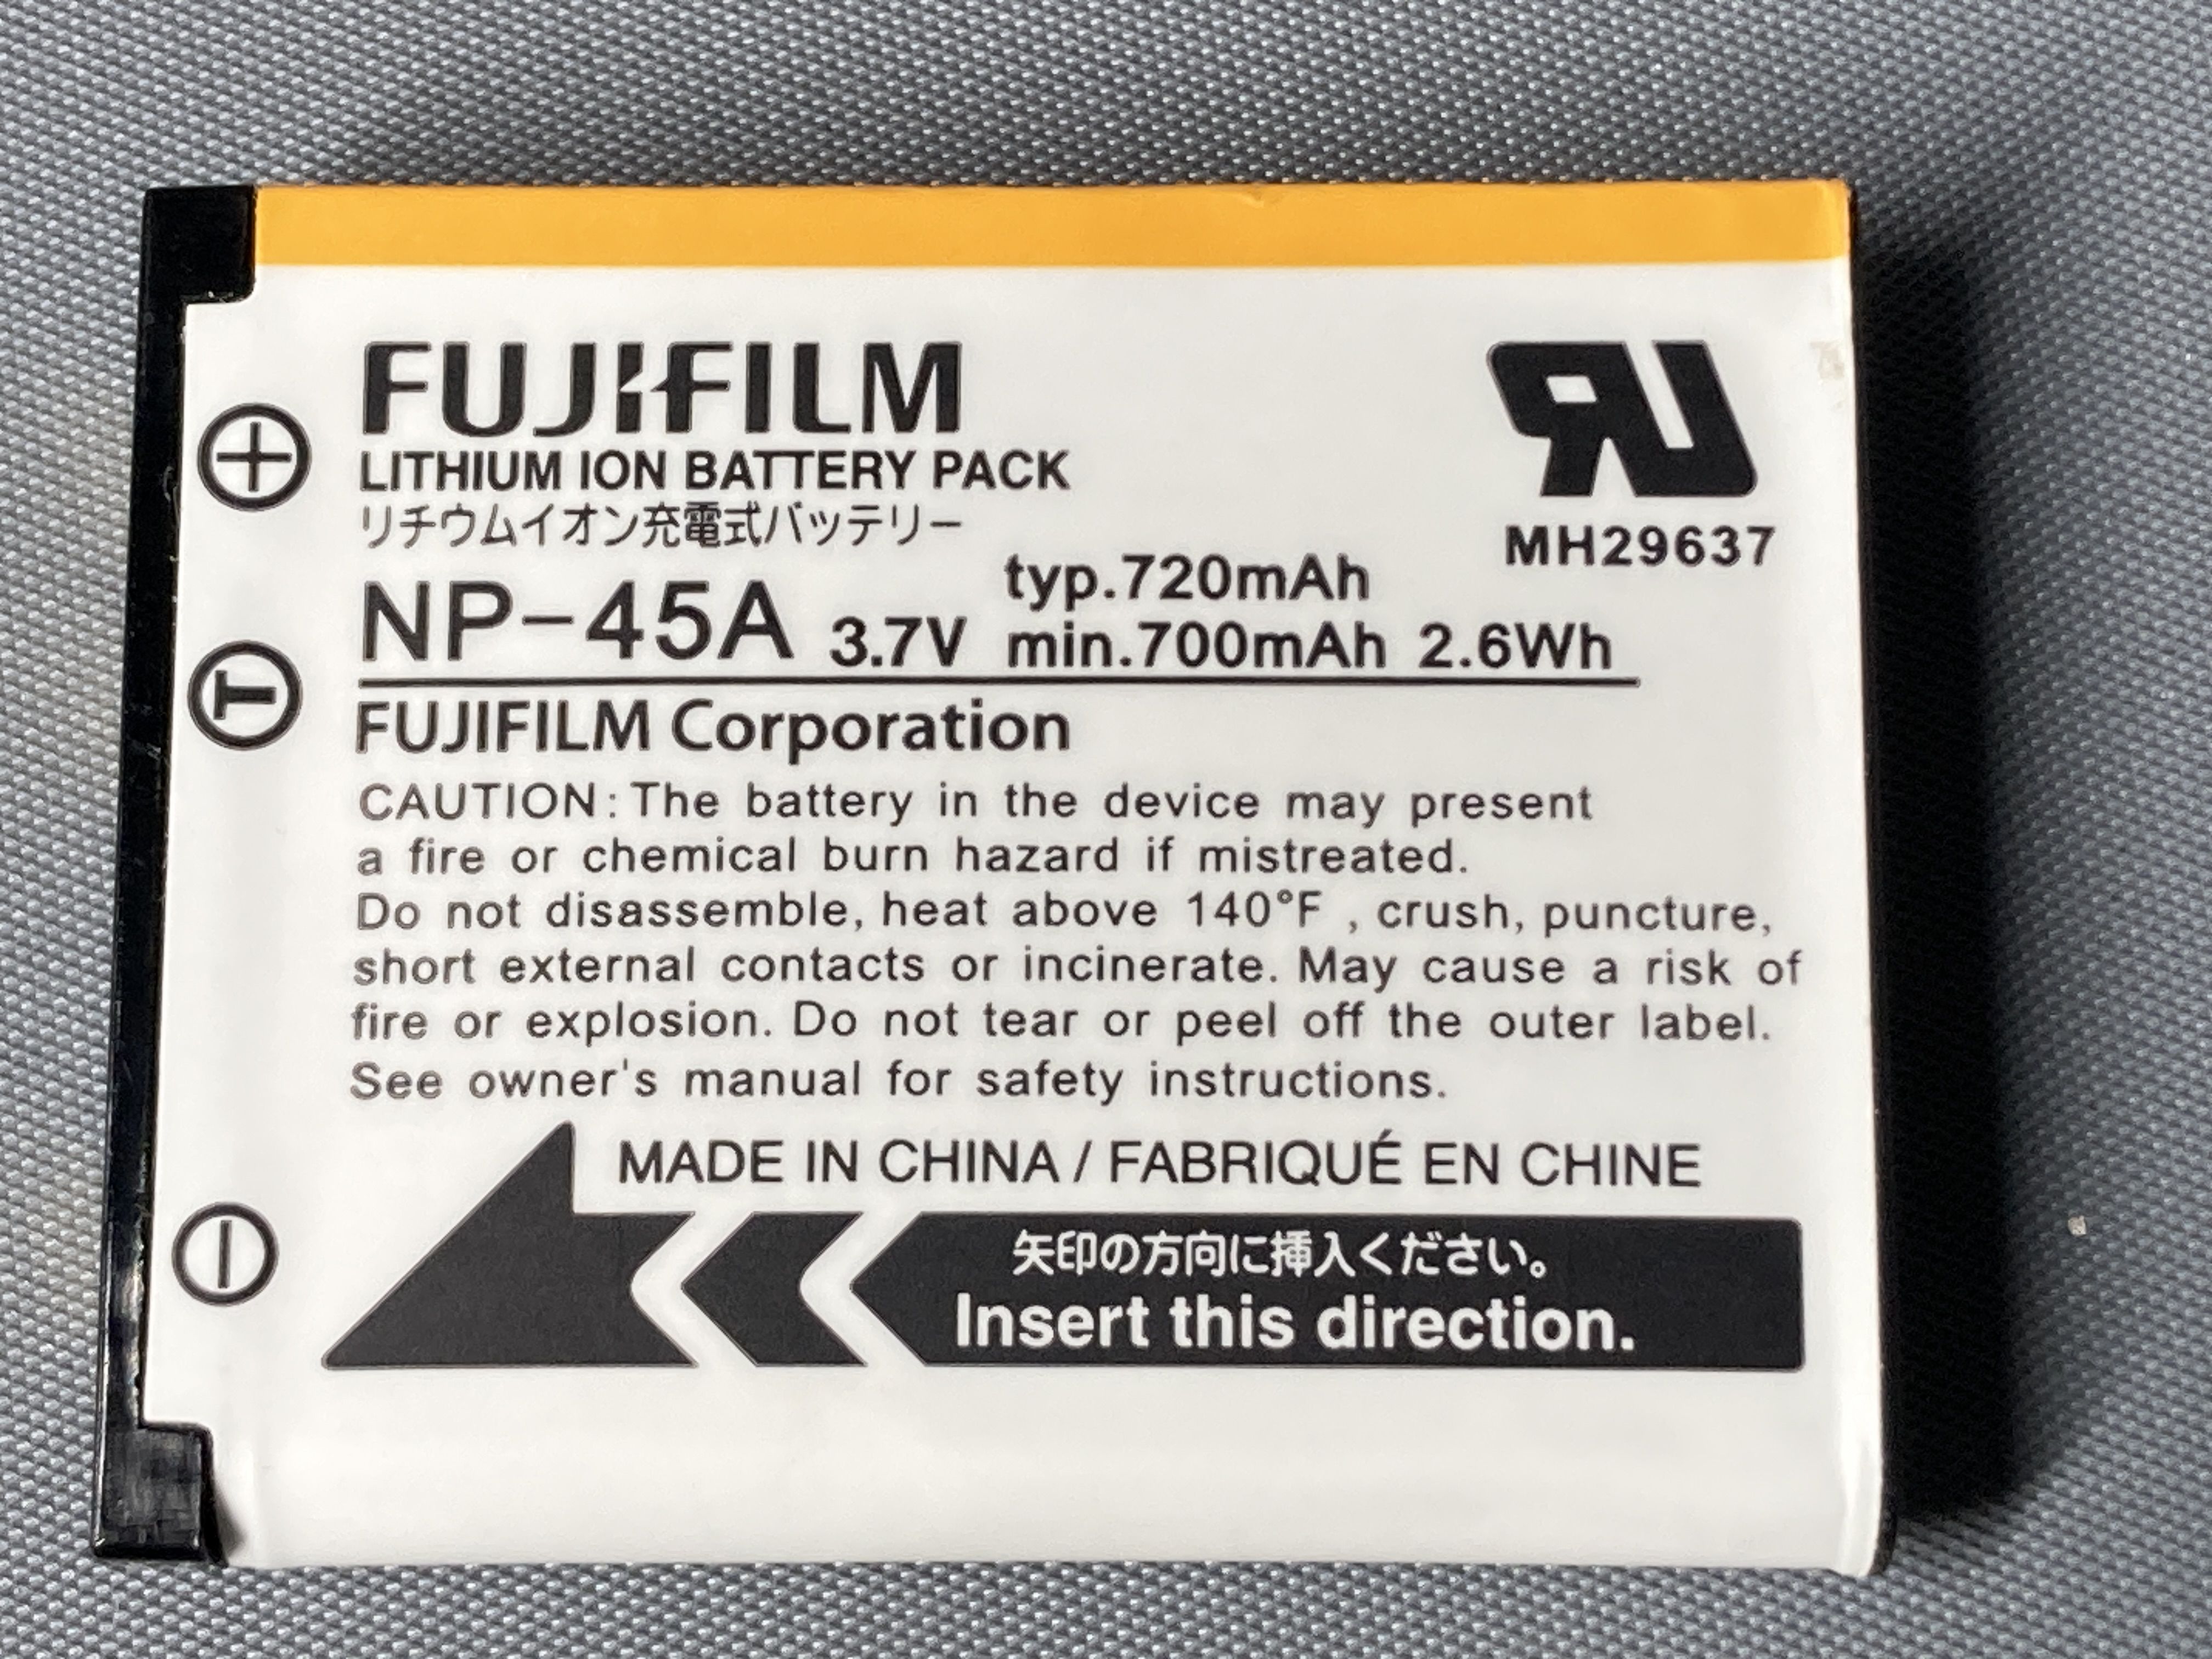 FUJIFILM
LITHIUM ION BATTERY PACK
リチウムイオン充電式バッテリー
NP-45A 3.7V typ.720mAh
min.700mAh 2.6Wh
RU
MH29637
FUJIFILM Corporation
CAUTION:The battery in the device may present
a fire or chemical burn hazard if mistreated.
Do not disassemble, heat above 140°F , crush, puncture,
short external contacts or incinerate. May cause a risk of
fire or explosion. Do not tear or peel off the outer label.
See owner's manual for safety instructions.
MADE IN CHINA / FABRIQUÉ EN CHINE
矢印の方向に挿入ください。
Insert this direction.
+
T
−